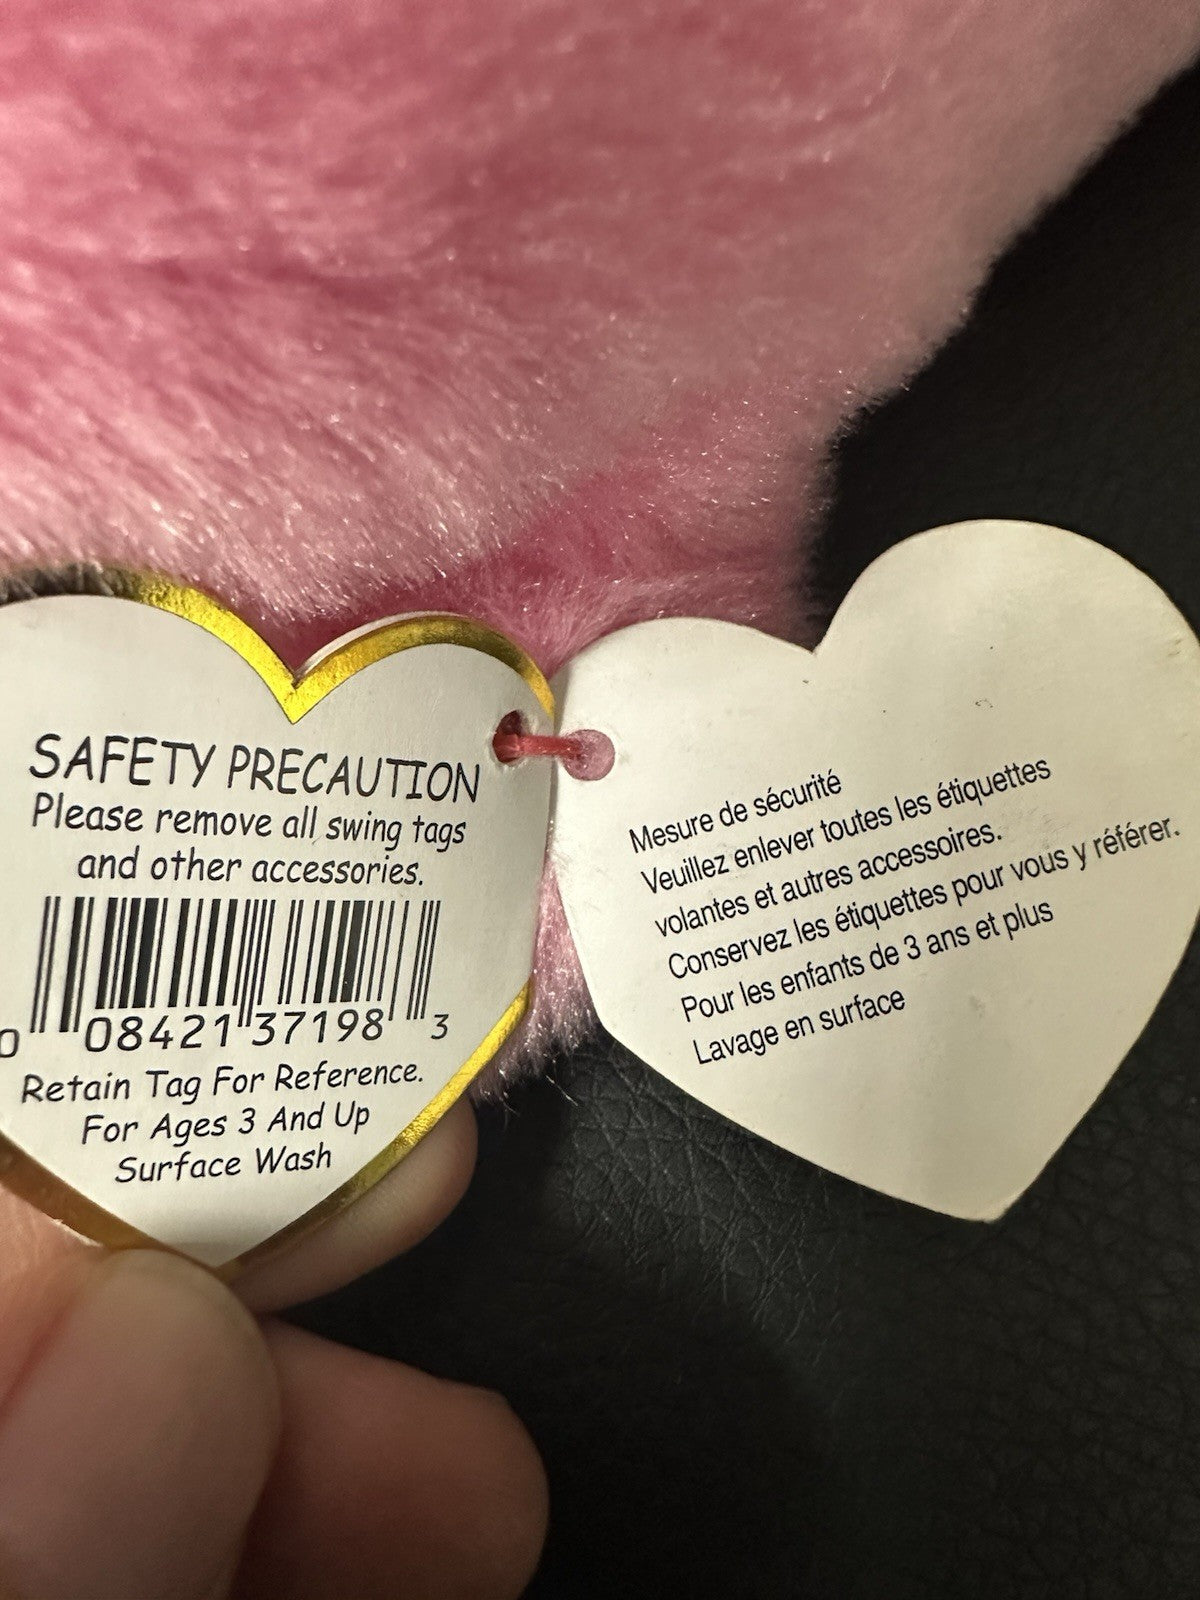 SAFETY PRECAUTION
Please remove all swing tags
and other accessories.
0 08421 37198 3
Retain Tag For Reference.
For Ages 3 And Up
Surface Wash
Mesure de sécurité
Veuillez enlever toutes les étiquettes
volantes et autres accessoires.
Conservez les étiquettes pour vous y référer.
Pour les enfants de 3 ans et plus
Lavage en surface